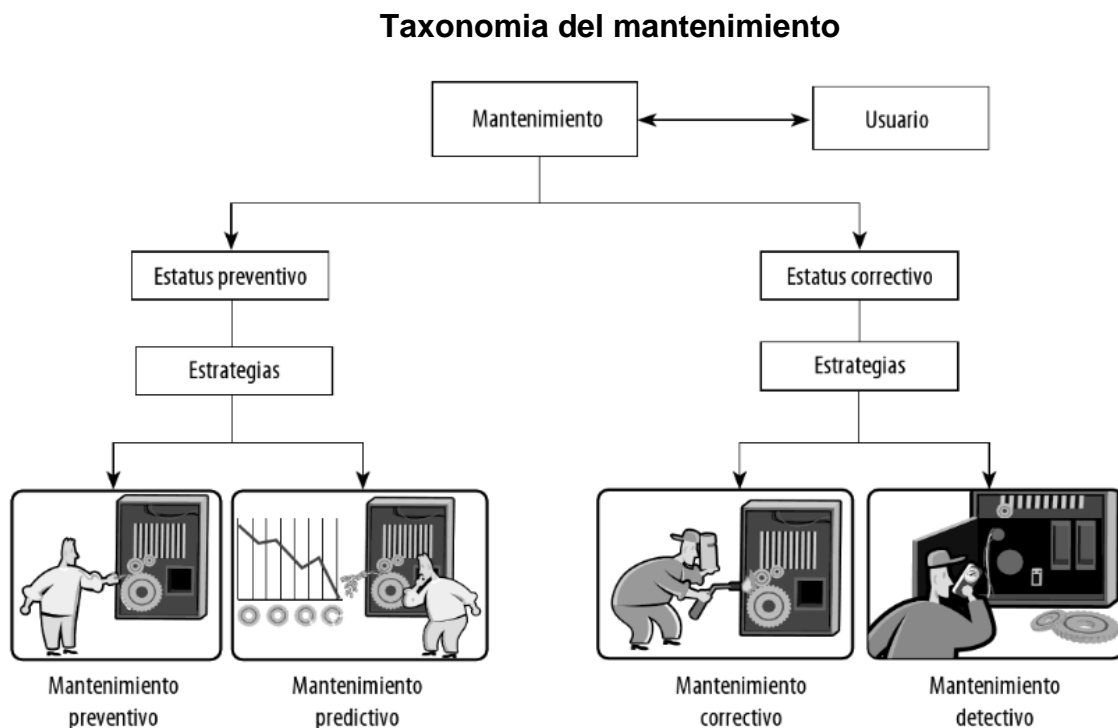 Taxonomia del mantenimiento
Mantenimiento
Usuario
Estatus preventivo
Estatus correctivo
Estrategias
Estrategias
Mantenimiento
preventivo
Mantenimiento
predictivo
Mantenimiento
correctivo
Mantenimiento
detectivo